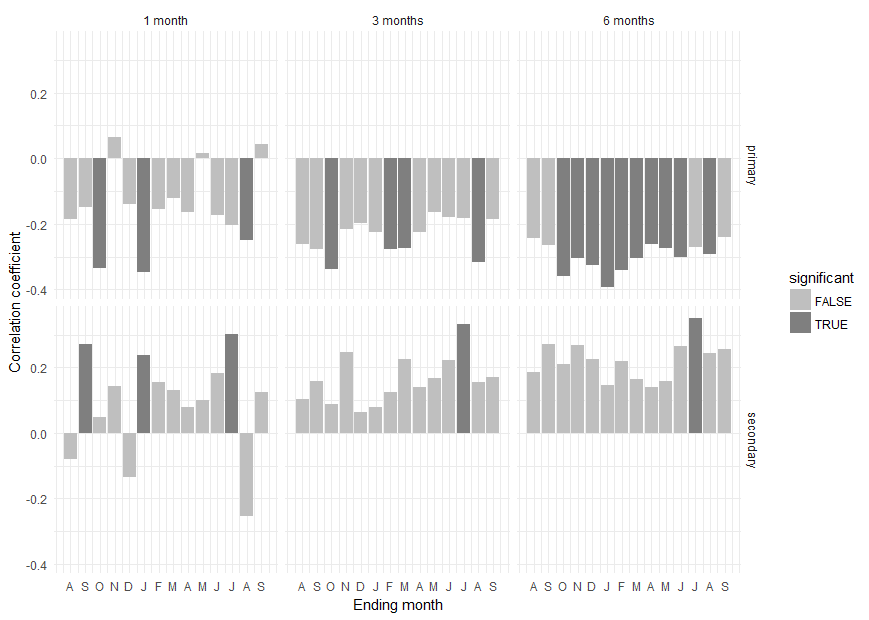 1 month 3 months 6 months
0.2
0.0
-0.2
-0.4
primary
0.2
0.0
-0.2
-0.4
secondary
Correlation coefficient
A S O N D J F M A M J J A S A S O N D J F M A M J J A S A S O N D J F M A M J J A S
Ending month
significant
FALSE
TRUE